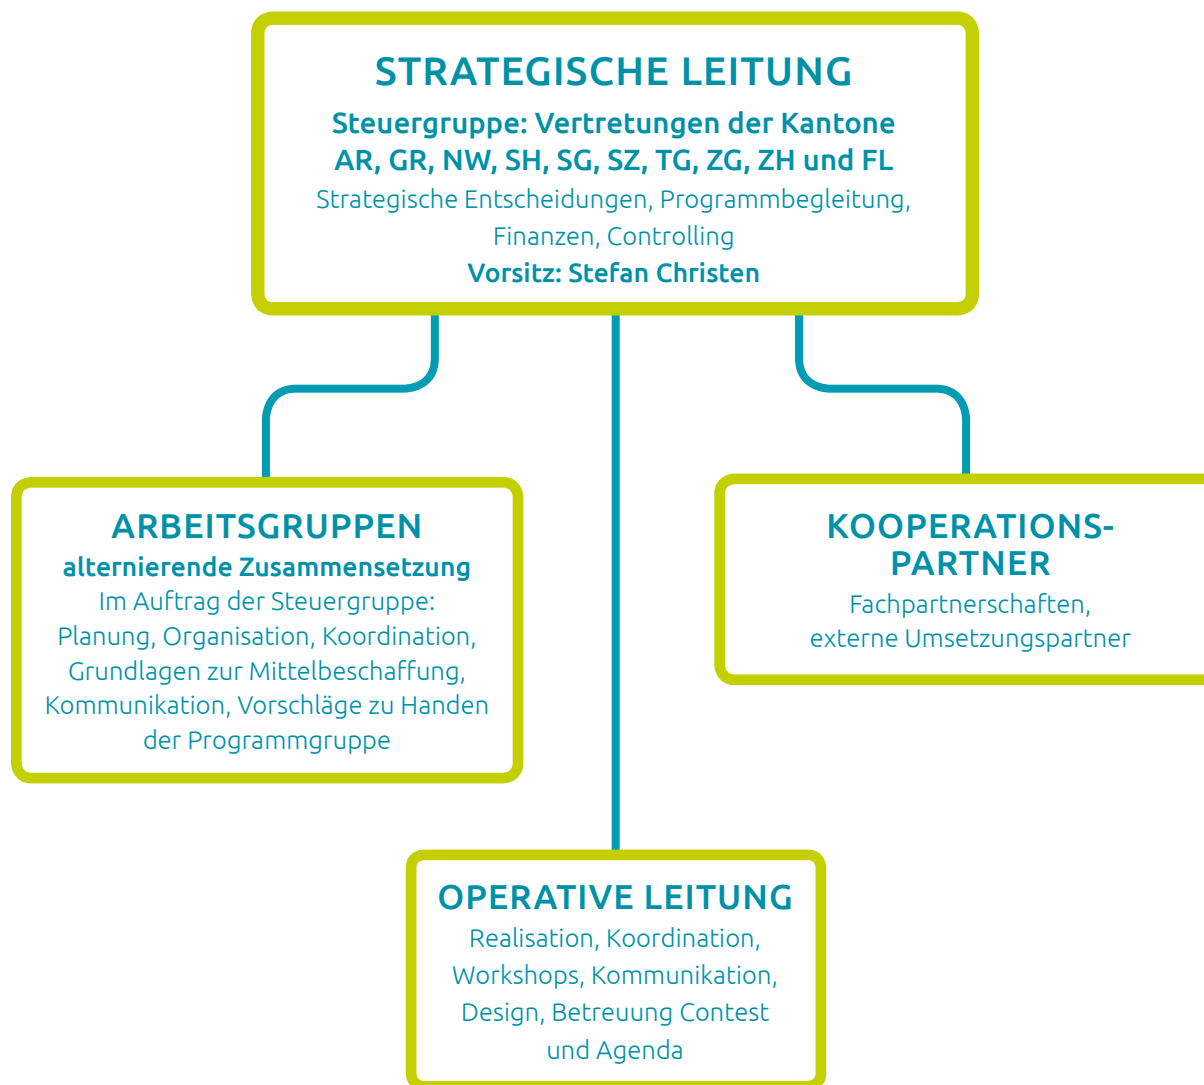 STRATEGISCHE LEITUNG
Steuergruppe: Vertretungen der Kantone
AR, GR, NW, SH, SG, SZ, TG, ZG, ZH und FL
Strategische Entscheidungen, Programmbegleitung,
Finanzen, Controlling
Vorsitz: Stefan Christen
ARBEITSGRUPPEN
alternierende Zusammensetzung
Im Auftrag der Steuergruppe:
Planung, Organisation, Koordination,
Grundlagen zur Mittelbeschaffung,
Kommunikation, Vorschläge zu Handen
der Programmgruppe
KOOPERATIONS-
PARTNER
Fachpartnerschaften,
externe Umsetzungspartner
OPERATIVE LEITUNG
Realisation, Koordination,
Workshops, Kommunikation,
Design, Betreuung Contest
und Agenda